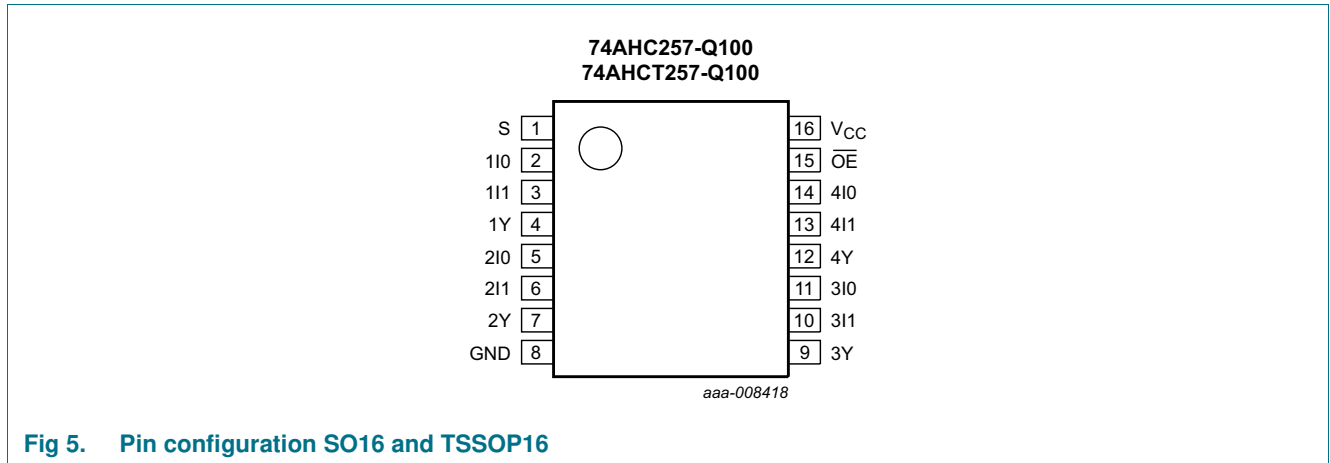 74AHC257-Q100
74AHCT257-Q100
S 1 16 VCC
1I0 2 15 O̅E̅
1I1 3 14 4I0
1Y 4 13 4I1
2I0 5 12 4Y
2I1 6 11 3I0
2Y 7 10 3I1
GND 8 9 3Y
aaa-008418
Fig 5. Pin configuration SO16 and TSSOP16